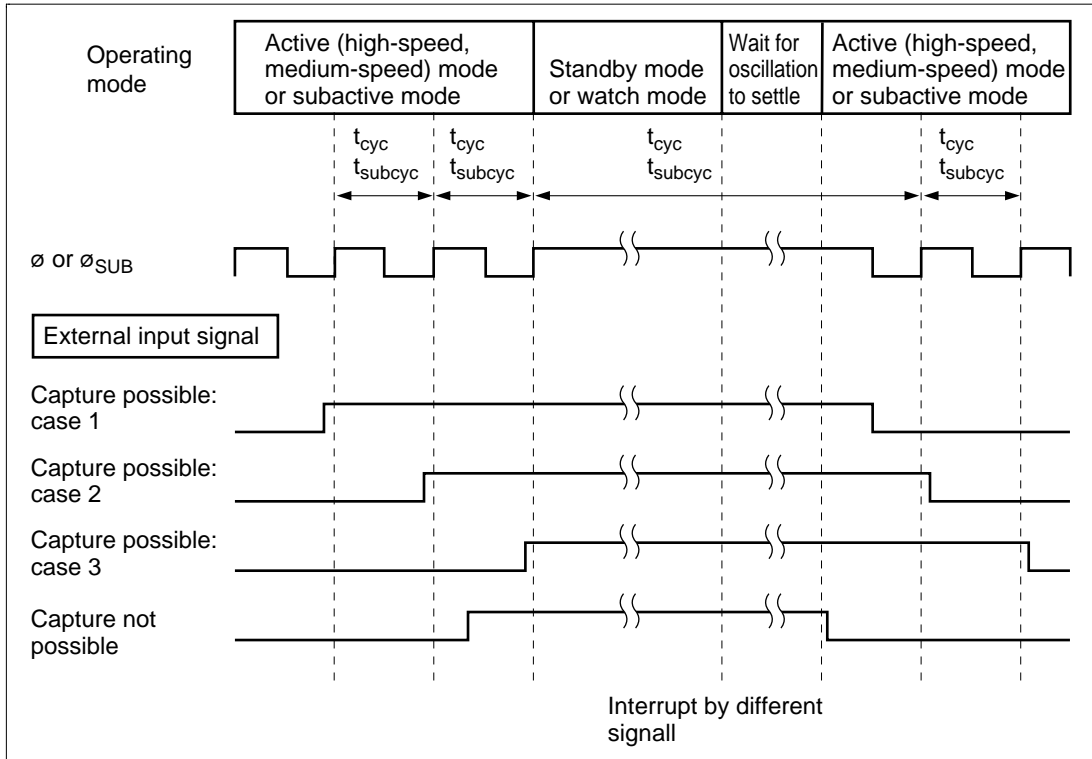 Operating
mode
Active (high-speed,
medium-speed) mode
or subactive mode
Standby mode
or watch mode
Wait for
oscillation
to settle
Active (high-speed,
medium-speed) mode
or subactive mode
tcyc
tsubcyc
tcyc
tsubcyc
tcyc
tsubcyc
tcyc
tsubcyc
ø or øSUB
External input signal
Capture possible:
case 1
Capture possible:
case 2
Capture possible:
case 3
Capture not
possible
Interrupt by different
signall